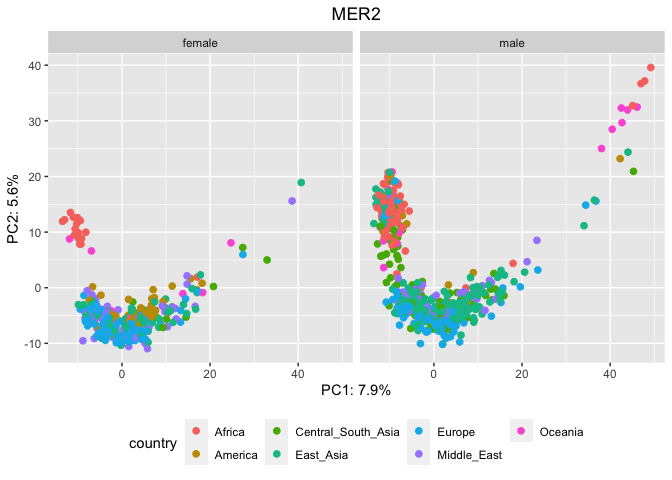 MER2
female male
40
30
20
10
0
-10
PC2: 5.6%
0 20 40 0 20 40
PC1: 7.9%
country
Africa Central_South_Asia Europe Oceania
America East_Asia Middle_East